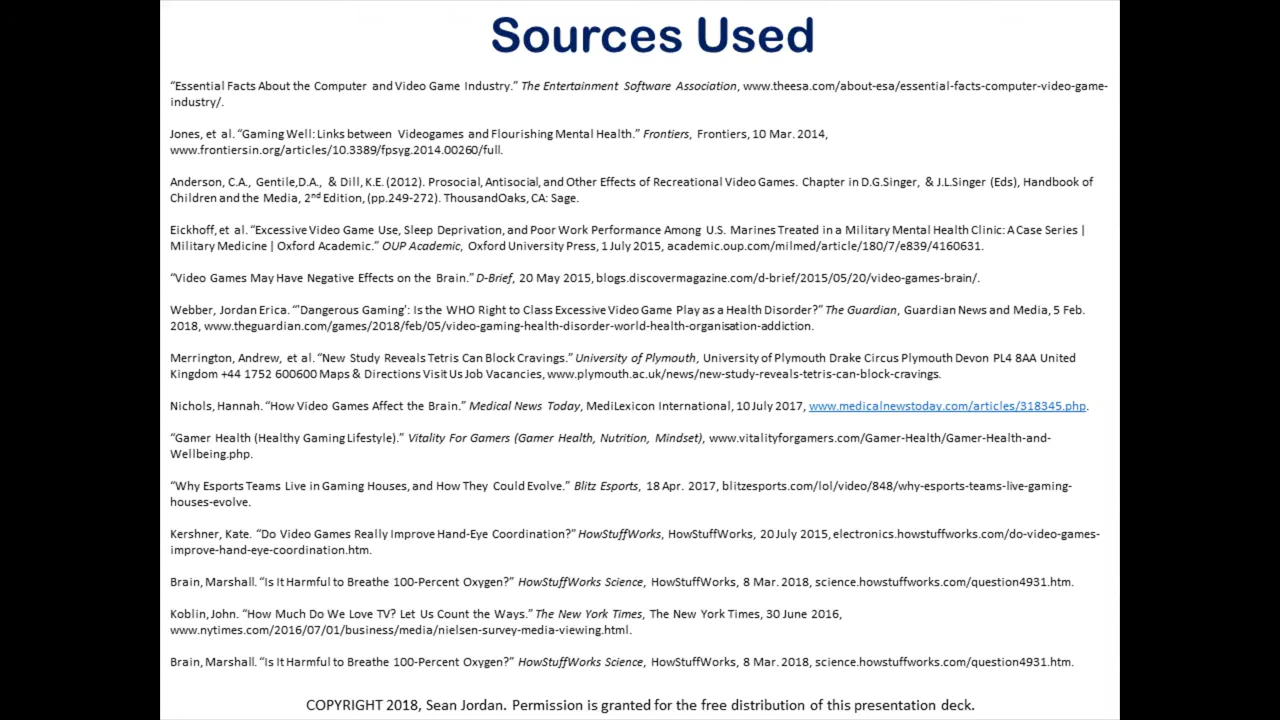 Sources Used
“Essential Facts About the Computer and Video Game Industry.” The Entertainment Software Association, www.theesa.com/about-esa/essential-facts-computer-video-game-
industry/.
Jones, et al. “Gaming Well: Links between Videogames and Flourishing Mental Health.” Frontiers, Frontiers, 10 Mar. 2014,
www.frontiersin.org/articles/10.3389/fpsyg.2014.00260/full.
Anderson, C.A., Gentile,D.A., & Dill, K.E. (2012). Prosocial, Antisocial, and Other Effects of Recreational Video Games. Chapter in D.G.Singer, & J.L.Singer (Eds), Handbook of
Children and the Media, 2nd Edition, (pp.249-272). ThousandOaks, CA: Sage.
Eickhoff, et al. “Excessive Video Game Use, Sleep Deprivation, and Poor Work Performance Among U.S. Marines Treated in a Military Mental Health Clinic: A Case Series |
Military Medicine | Oxford Academic.” OUP Academic, Oxford University Press, 1 July 2015, academic.oup.com/milmed/article/180/7/e839/4160631.
“Video Games May Have Negative Effects on the Brain.” D-Brief, 20 May 2015, blogs.discovermagazine.com/d-brief/2015/05/20/video-games-brain/.
Webber, Jordan Erica. “'Dangerous Gaming': Is the WHO Right to Class Excessive Video Game Play as a Health Disorder?” The Guardian, Guardian News and Media, 5 Feb.
2018, www.theguardian.com/games/2018/feb/05/video-gaming-health-disorder-world-health-organisation-addiction.
Merrington, Andrew, et al. “New Study Reveals Tetris Can Block Cravings.” University of Plymouth, University of Plymouth Drake Circus Plymouth Devon PL4 8AA United
Kingdom +44 1752 600600 Maps & Directions Visit Us Job Vacancies, www.plymouth.ac.uk/news/new-study-reveals-tetris-can-block-cravings.
Nichols, Hannah. “How Video Games Affect the Brain.” Medical News Today, MediLexicon International, 10 July 2017, www.medicalnewstoday.com/articles/318345.php.
“Gamer Health (Healthy Gaming Lifestyle).” Vitality For Gamers (Gamer Health, Nutrition, Mindset), www.vitalityforgamers.com/Gamer-Health/Gamer-Health-and-
Wellbeing.php.
“Why Esports Teams Live in Gaming Houses, and How They Could Evolve.” Blitz Esports, 18 Apr. 2017, blitzesports.com/lol/video/848/why-esports-teams-live-gaming-
houses-evolve.
Kershner, Kate. “Do Video Games Really Improve Hand-Eye Coordination?” HowStuffWorks, HowStuffWorks, 20 July 2015, electronics.howstuffworks.com/do-video-games-
improve-hand-eye-coordination.htm.
Brain, Marshall. “Is It Harmful to Breathe 100-Percent Oxygen?” HowStuffWorks Science, HowStuffWorks, 8 Mar. 2018, science.howstuffworks.com/question4931.htm.
Koblin, John. “How Much Do We Love TV? Let Us Count the Ways.” The New York Times, The New York Times, 30 June 2016,
www.nytimes.com/2016/07/01/business/media/nielsen-survey-media-viewing.html.
Brain, Marshall. “Is It Harmful to Breathe 100-Percent Oxygen?” HowStuffWorks Science, HowStuffWorks, 8 Mar. 2018, science.howstuffworks.com/question4931.htm.
COPYRIGHT 2018, Sean Jordan. Permission is granted for the free distribution of this presentation deck.